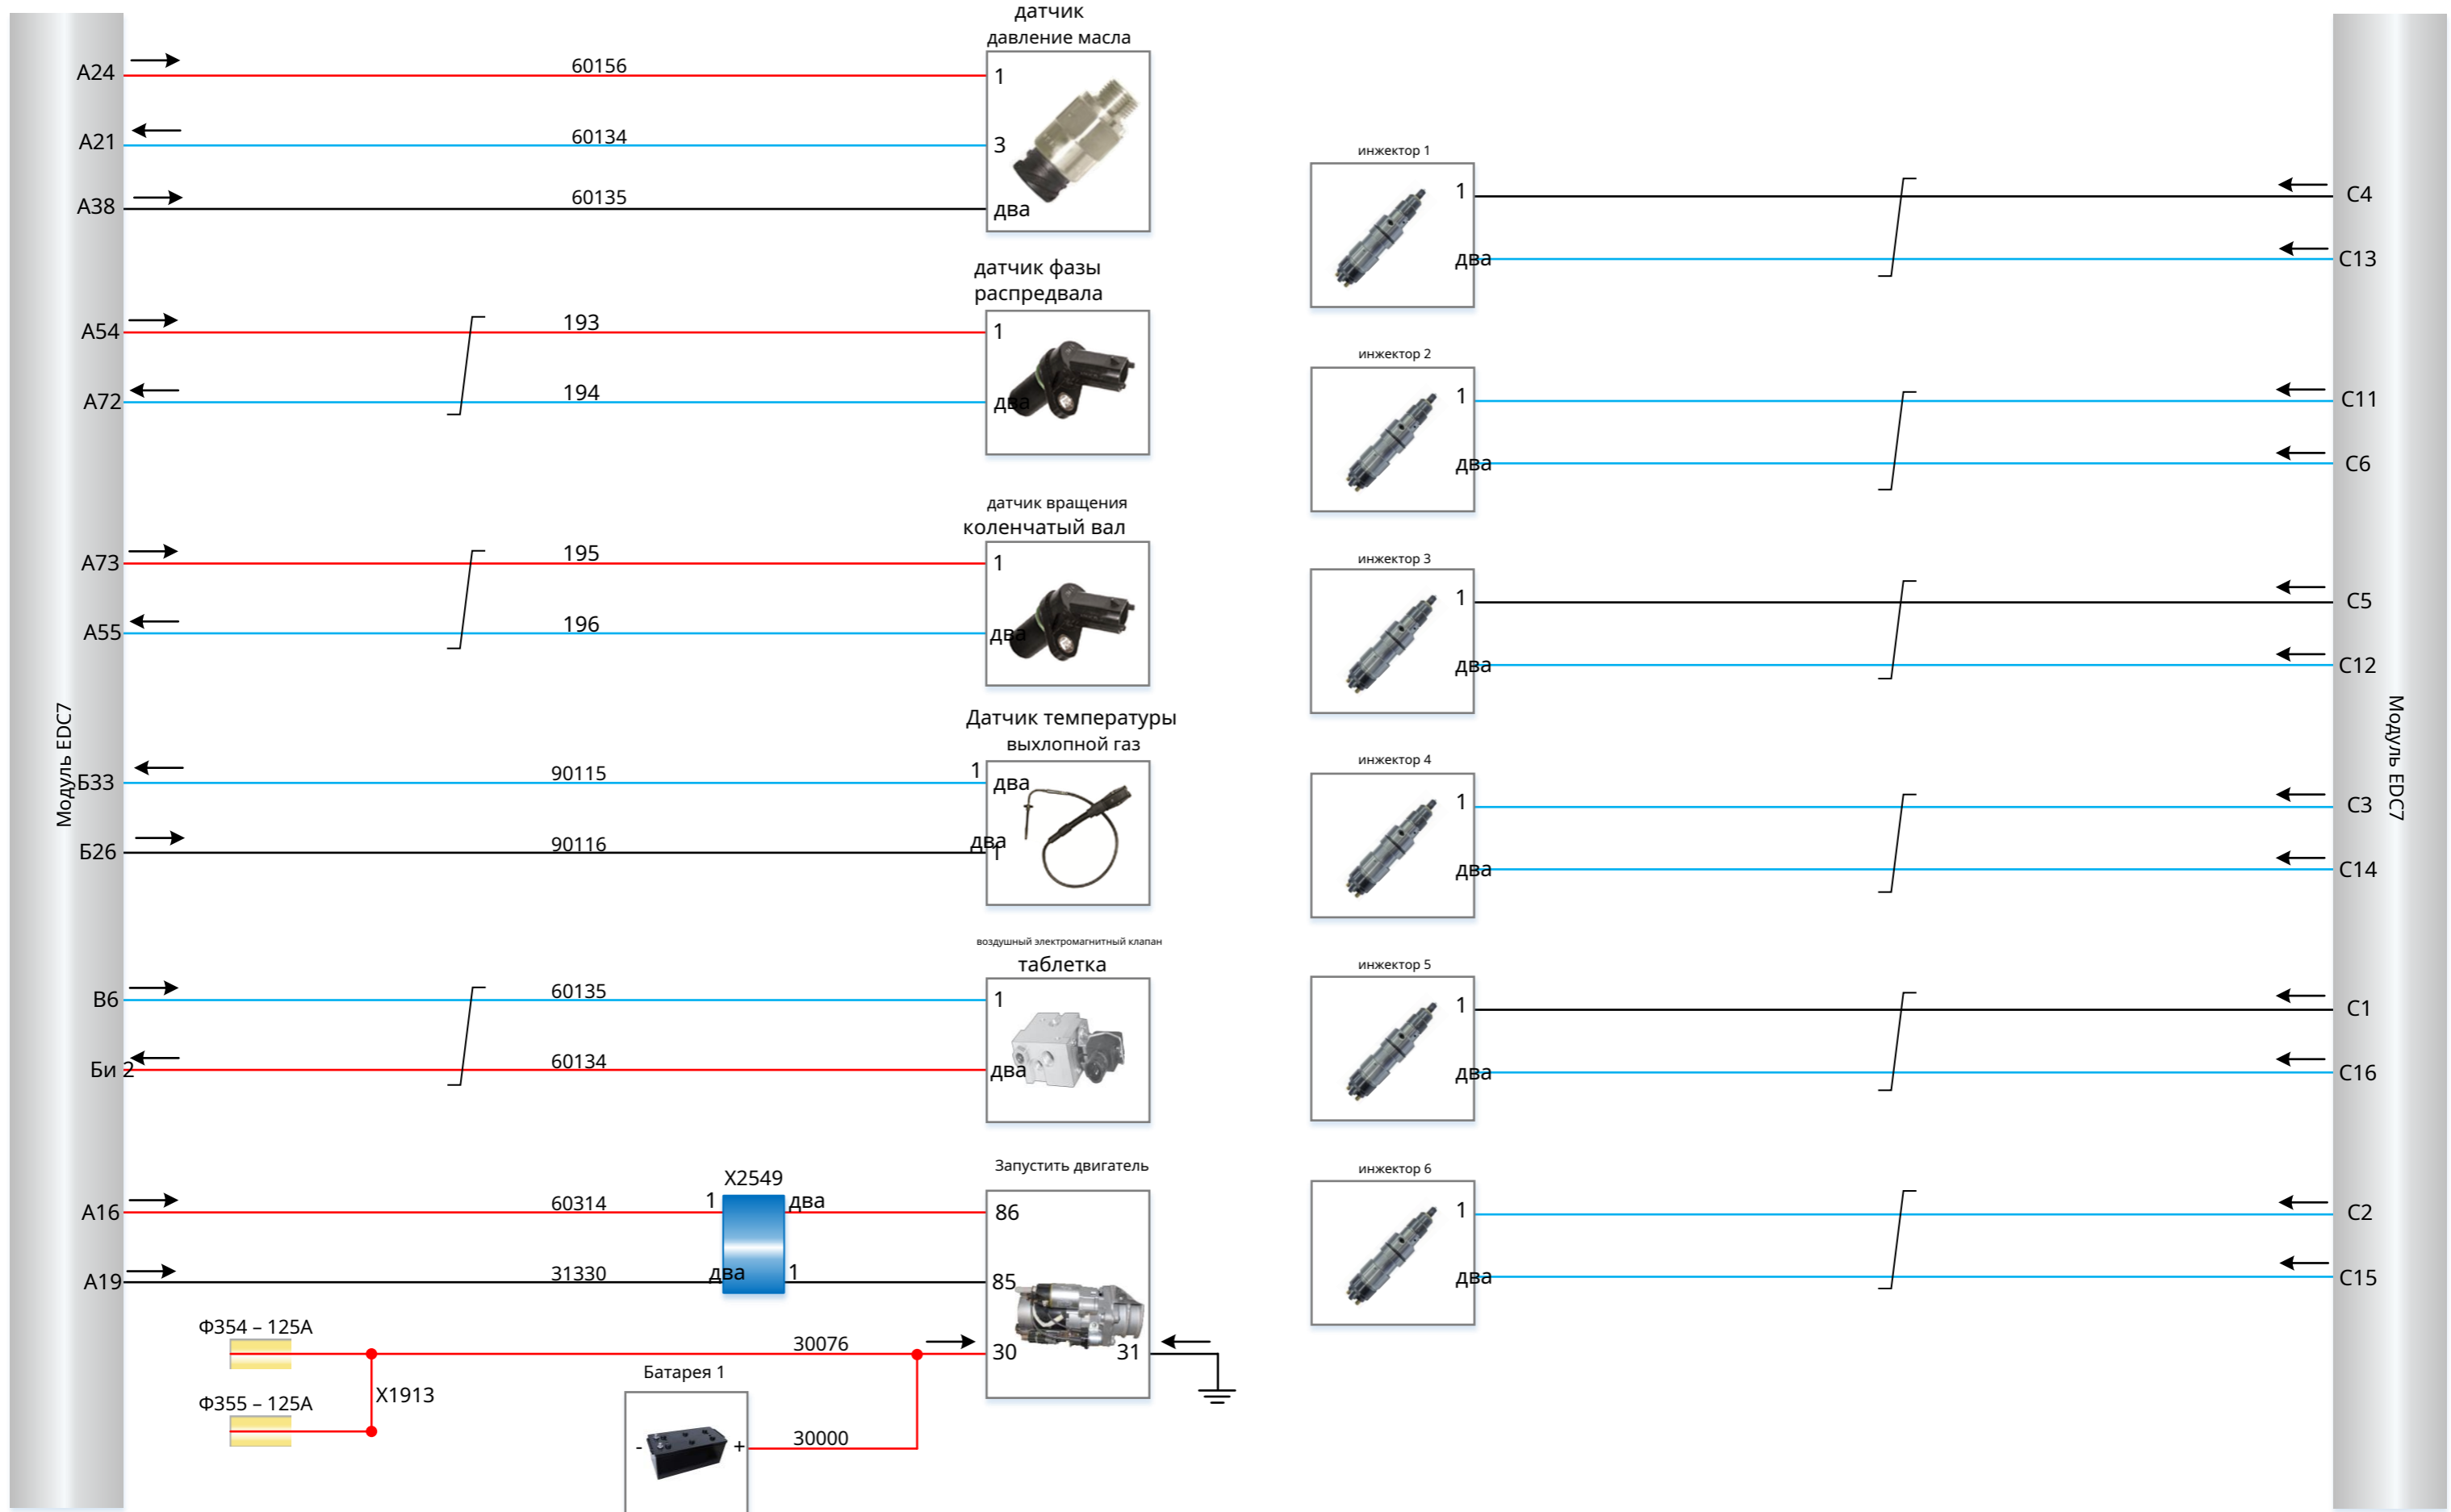 датчик
давление масла
A24
60156
1
A21
60134
3
A38
60135
два
датчик фазы
распредвала
A54
193
1
A72
194
два
датчик вращения
коленчатый вал
A73
195
1
A55
196
два
Модуль EDC7
Датчик температуры
выхлопной газ
Б33
90115
1
два
Б26
90116
два
1
воздушный электромагнитный клапан
таблетка
В6
60135
1
Би 2
60134
два
Запустить двигатель
X2549
A16
60314
1
два
86
A19
31330
два
1
85
Ф354 – 125А
30076
30
31
Батарея 1
X1913
Ф355 – 125А
30000
-
+
инжектор 1
1
C4
два
C13
инжектор 2
1
C11
два
C6
инжектор 3
1
C5
два
C12
Модуль EDC7
инжектор 4
1
C3
два
C14
инжектор 5
1
C1
два
C16
инжектор 6
1
C2
два
C15